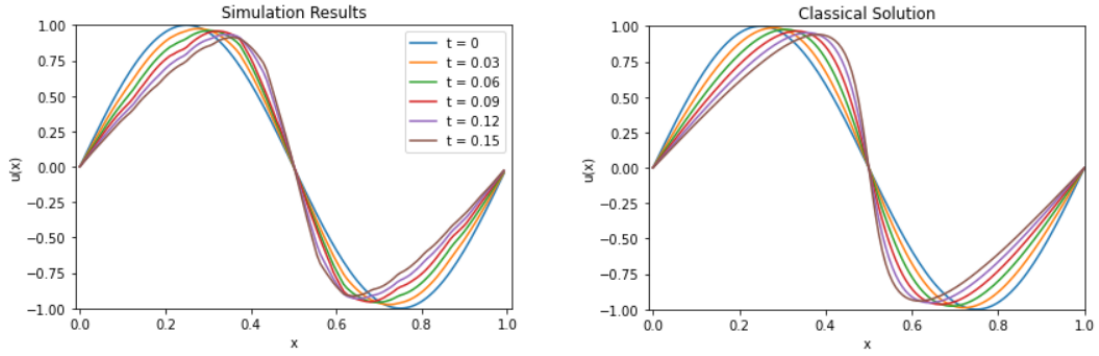 Simulation Results
1.00
0.75
0.50
0.25
0.00
−0.25
−0.50
−0.75
−1.00
u(x)
t = 0
t = 0.03
t = 0.06
t = 0.09
t = 0.12
t = 0.15
0.0 0.2 0.4 0.6 0.8 1.0
x
Classical Solution
1.00
0.75
0.50
0.25
0.00
−0.25
−0.50
−0.75
−1.00
u(x)
0.0 0.2 0.4 0.6 0.8 1.0
x